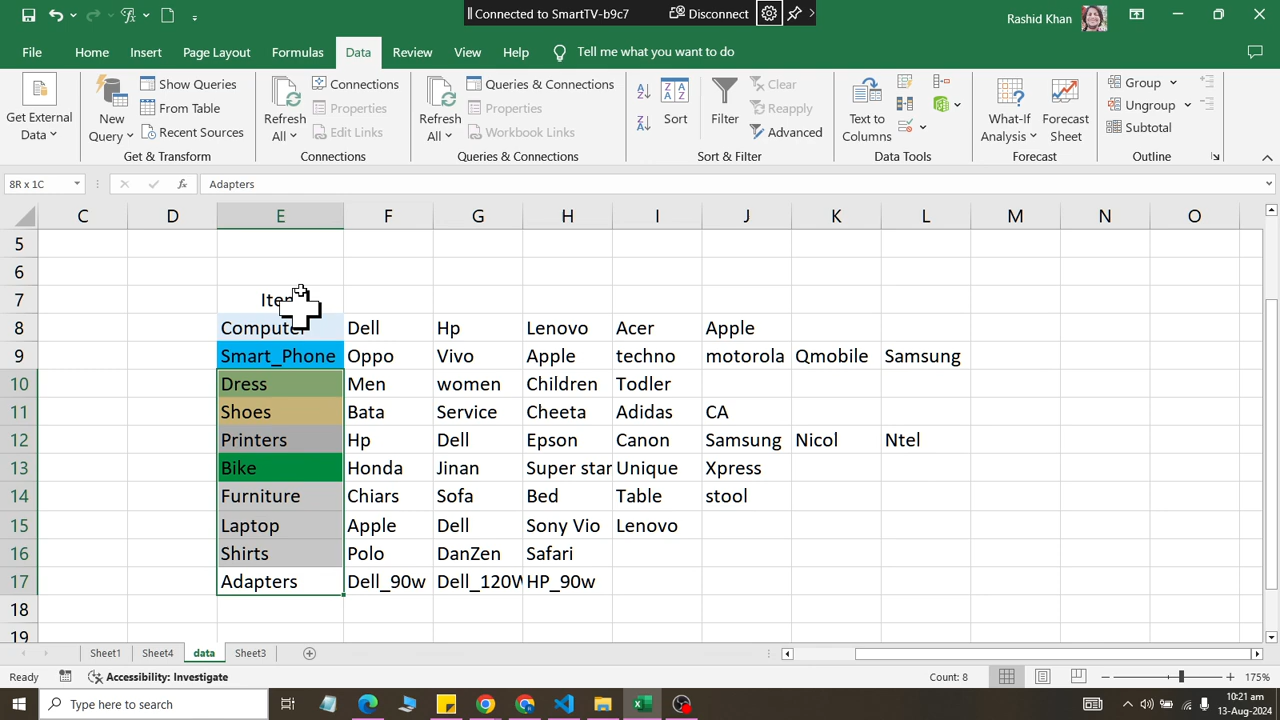 Connected to SmartTV-b9c7 Disconnect
Rashid Khan
File Home Insert Page Layout Formulas Data Review View Help Tell me what you want to do
Get External Data
New Query
Show Queries
From Table
Recent Sources
Get & Transform
Refresh All
Connections
Properties
Edit Links
Connections
Refresh All
Queries & Connections
Properties
Workbook Links
Queries & Connections
Sort
Filter
Clear
Reapply
Advanced
Sort & Filter
Text to Columns
Data Tools
What-If Analysis
Forecast Sheet
Forecast
Group
Ungroup
Subtotal
Outline
8R x 1C Adapters
C D E F G H I J K L M N O
5
6
7
8 Computer Dell Hp Lenovo Acer Apple
9 Smart_Phone Oppo Vivo Apple techno motorola Qmobile Samsung
10 Dress Men women Children Todler
11 Shoes Bata Service Cheeta Adidas CA
12 Printers Hp Dell Epson Canon Samsung Nicol Ntel
13 Bike Honda Jinan Super star Unique Xpress
14 Furniture Chiars Sofa Bed Table stool
15 Laptop Apple Dell Sony Vio Lenovo
16 Shirts Polo DanZen Safari
17 Adapters Dell_90w Dell_120W HP_90w
18
19
Sheet1 Sheet4 data Sheet3
Ready Accessibility: Investigate Count: 8 175%
Type here to search
10:21 am
13-Aug-2024